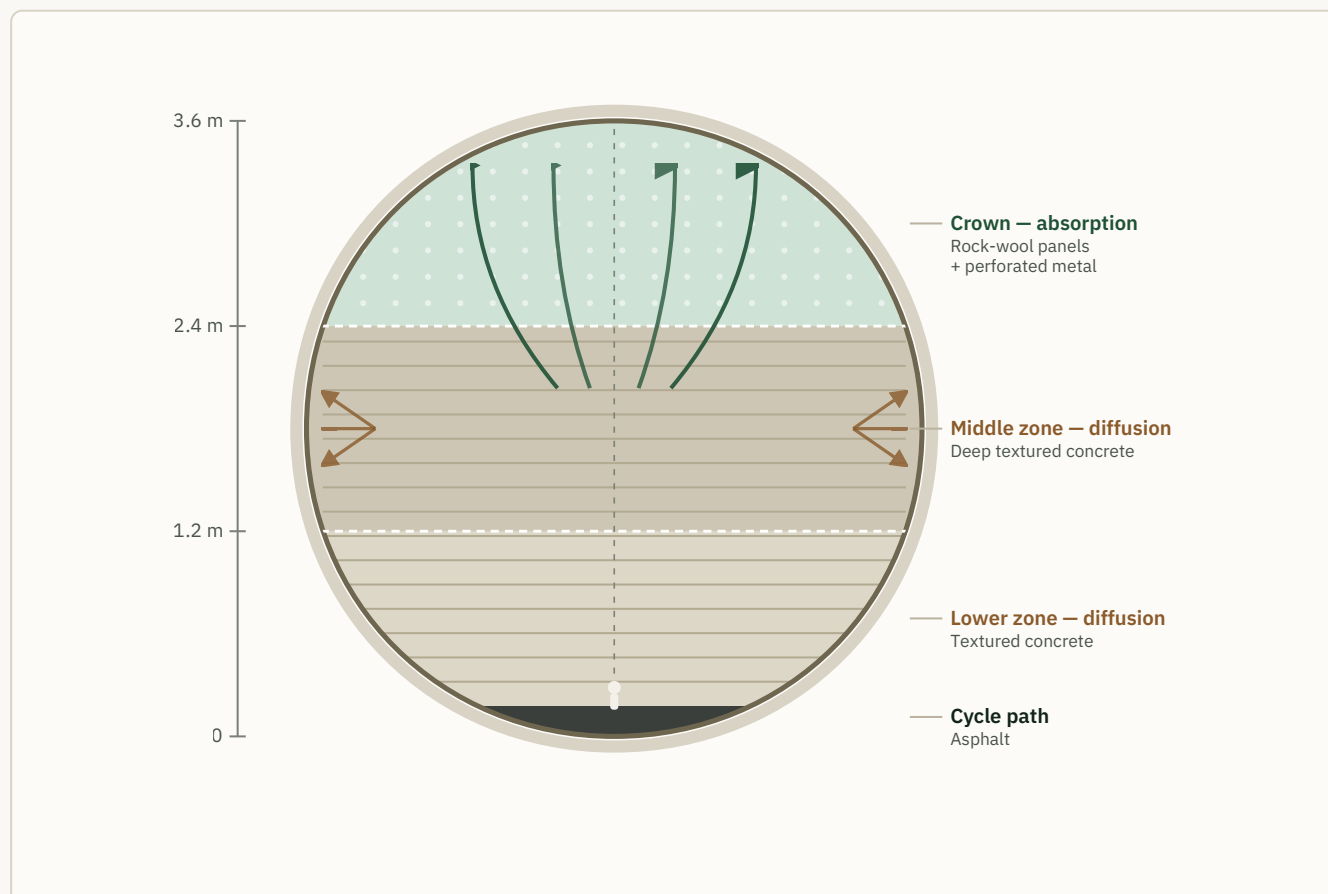 3.6 m
Crown — absorption
Rock-wool panels
+ perforated metal
2.4 m
Middle zone — diffusion
Deep textured concrete
1.2 m
Lower zone — diffusion
Textured concrete
Cycle path
Asphalt
0